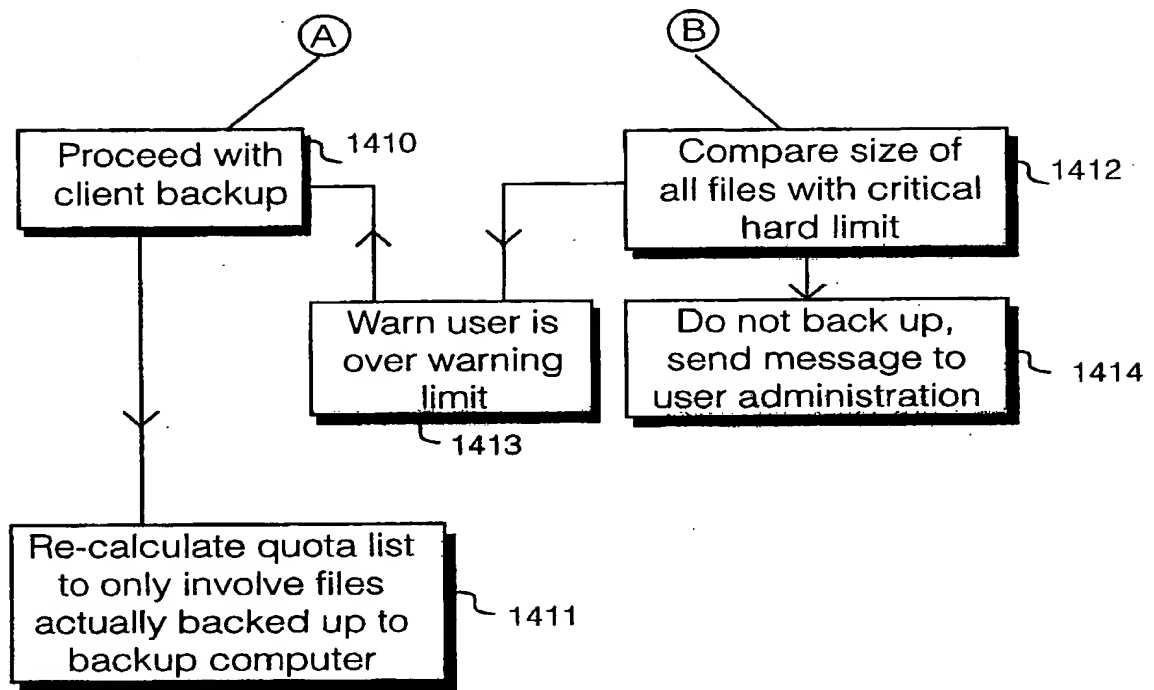 A
B
Proceed with
client backup
1410
Compare size of
all files with critical
hard limit
1412
Warn user is
over warning
limit
1413
Do not back up,
send message to
user administration
1414
Re-calculate quota list
to only involve files
actually backed up to
backup computer
1411